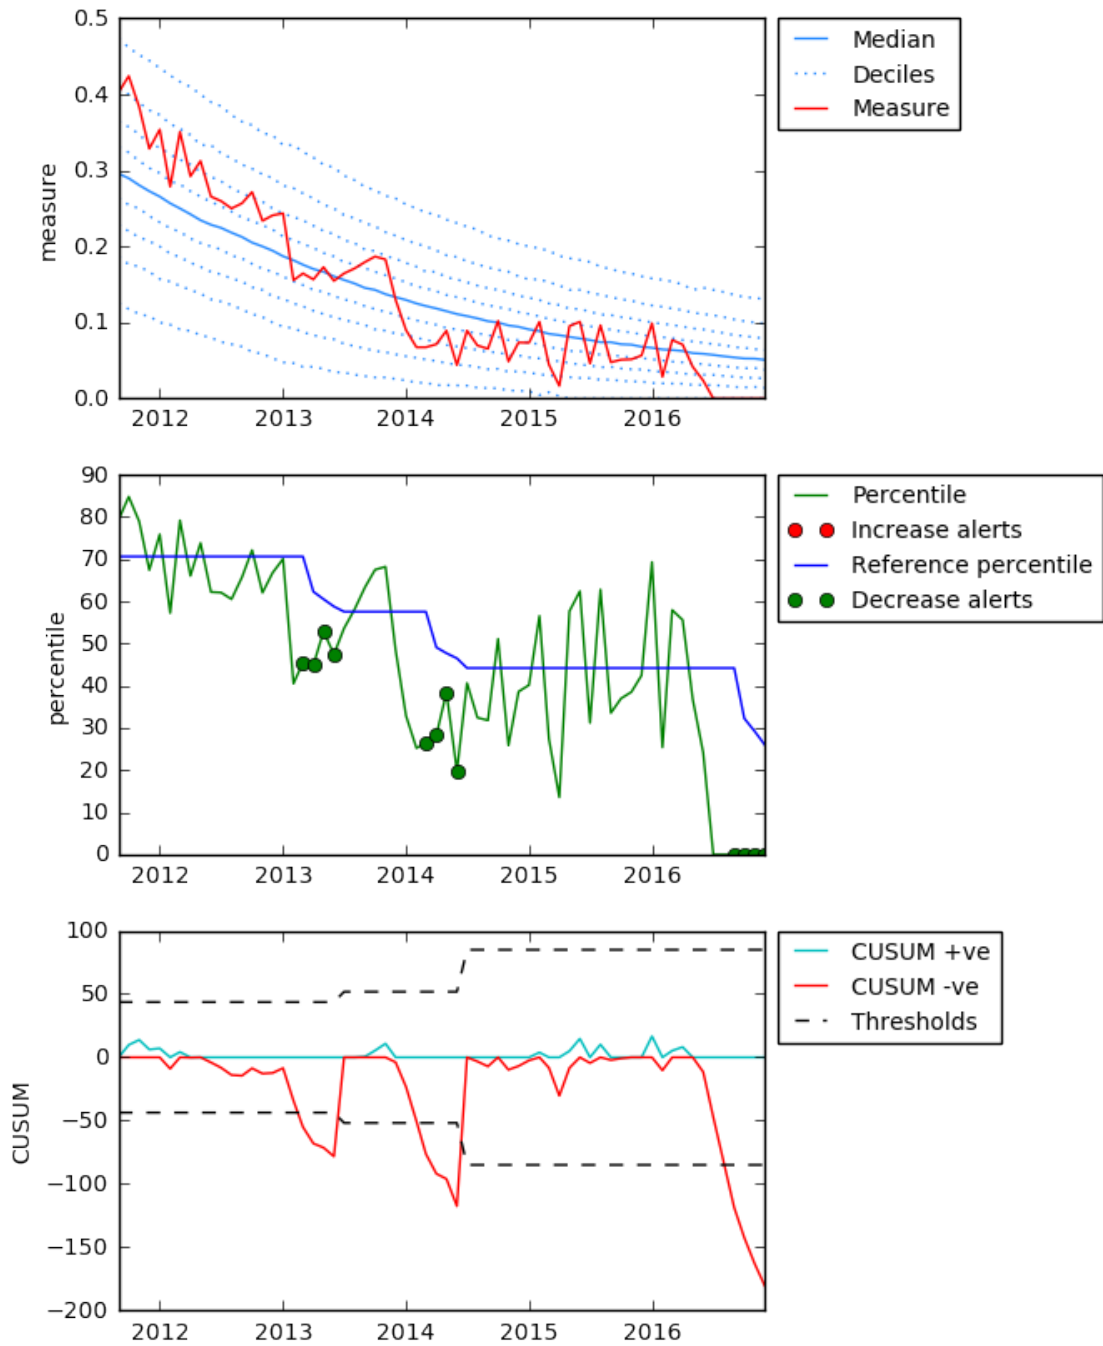 0.5
0.4
0.3
0.2
0.1
0.0
measure
2012 2013 2014 2015 2016
Median
Deciles
Measure
90
80
70
60
50
40
30
20
10
0
percentile
2012 2013 2014 2015 2016
Percentile
Increase alerts
Reference percentile
Decrease alerts
100
50
0
−50
−100
−150
−200
CUSUM
2012 2013 2014 2015 2016
CUSUM +ve
CUSUM -ve
Thresholds